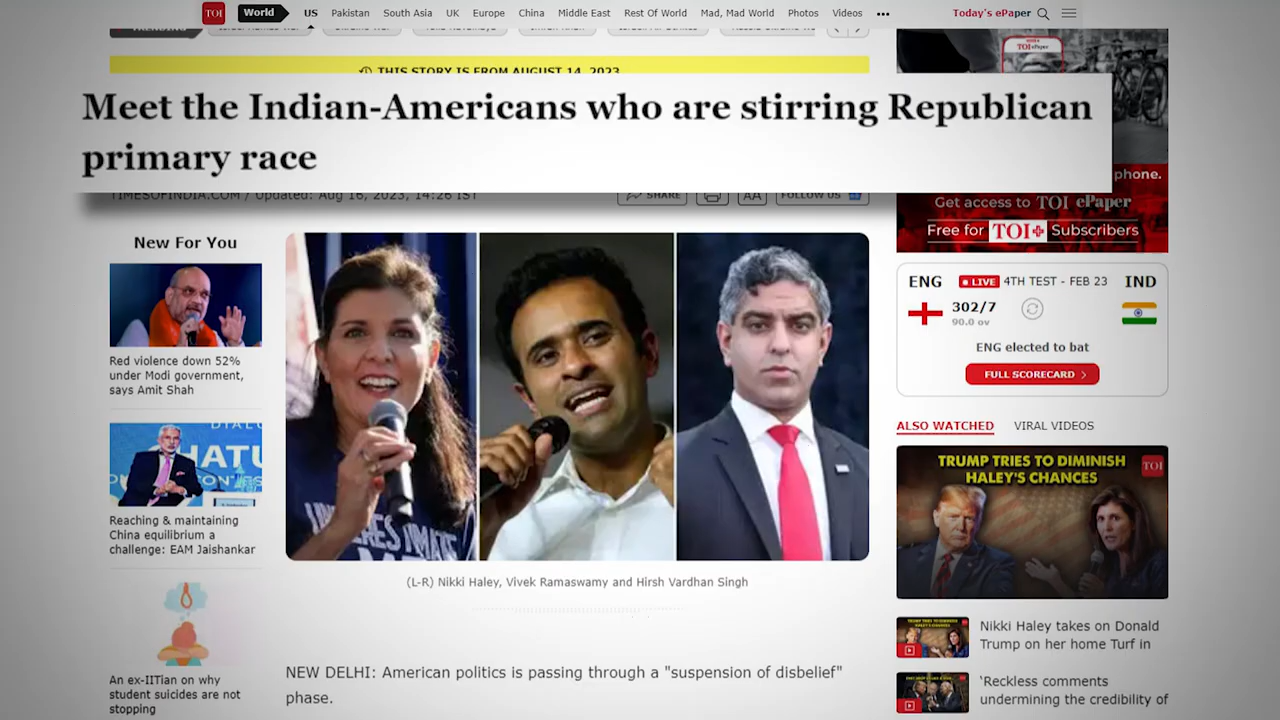 TOI World US Pakistan South Asia UK Europe China Middle East Rest Of World Mad, Mad World Photos Videos ••• Today's ePaper
TRENDING
THIS STORY IS FROM AUGUST 14, 2023
TOI ePaper
Meet the Indian-Americans who are stirring Republican
primary race
TIMESOFINDIA.COM / Updated: Aug 16, 2023, 14:26 IST
SHARE
AA
FOLLOW US
phone.
Get access to TOI ePaper
Free for TOI+ Subscribers
New For You
Red violence down 52%
under Modi government,
says Amit Shah
Reaching & maintaining
China equilibrium a
challenge: EAM Jaishankar
An ex-IITian on why
student suicides are not
stopping
(L-R) Nikki Haley, Vivek Ramaswamy and Hirsh Vardhan Singh
NEW DELHI: American politics is passing through a "suspension of disbelief"
phase.
ENG LIVE 4TH TEST - FEB 23 IND
302/7
90.0 ov
ENG elected to bat
FULL SCORECARD
ALSO WATCHED VIRAL VIDEOS
TRUMP TRIES TO DIMINISH
HALEY'S CHANCES
TOI
Nikki Haley takes on Donald
Trump on her home Turf in
'Reckless comments
undermining the credibility of